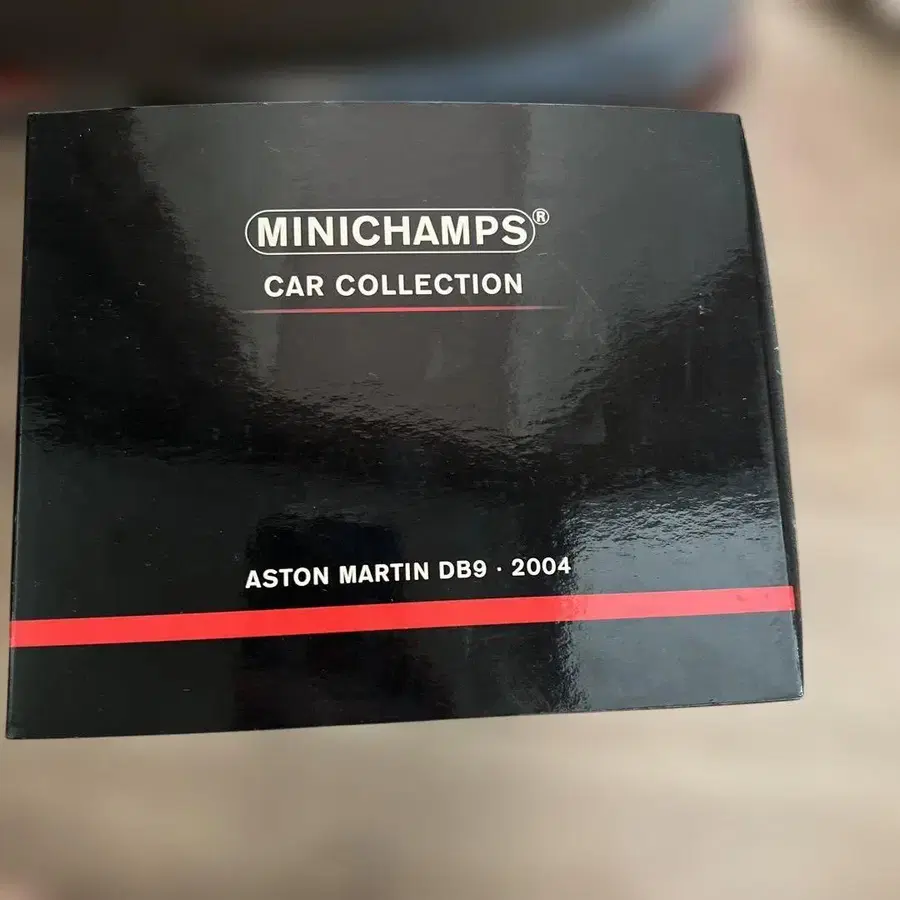 MINICHAMPS®
CAR COLLECTION
ASTON MARTIN DB9 · 2004